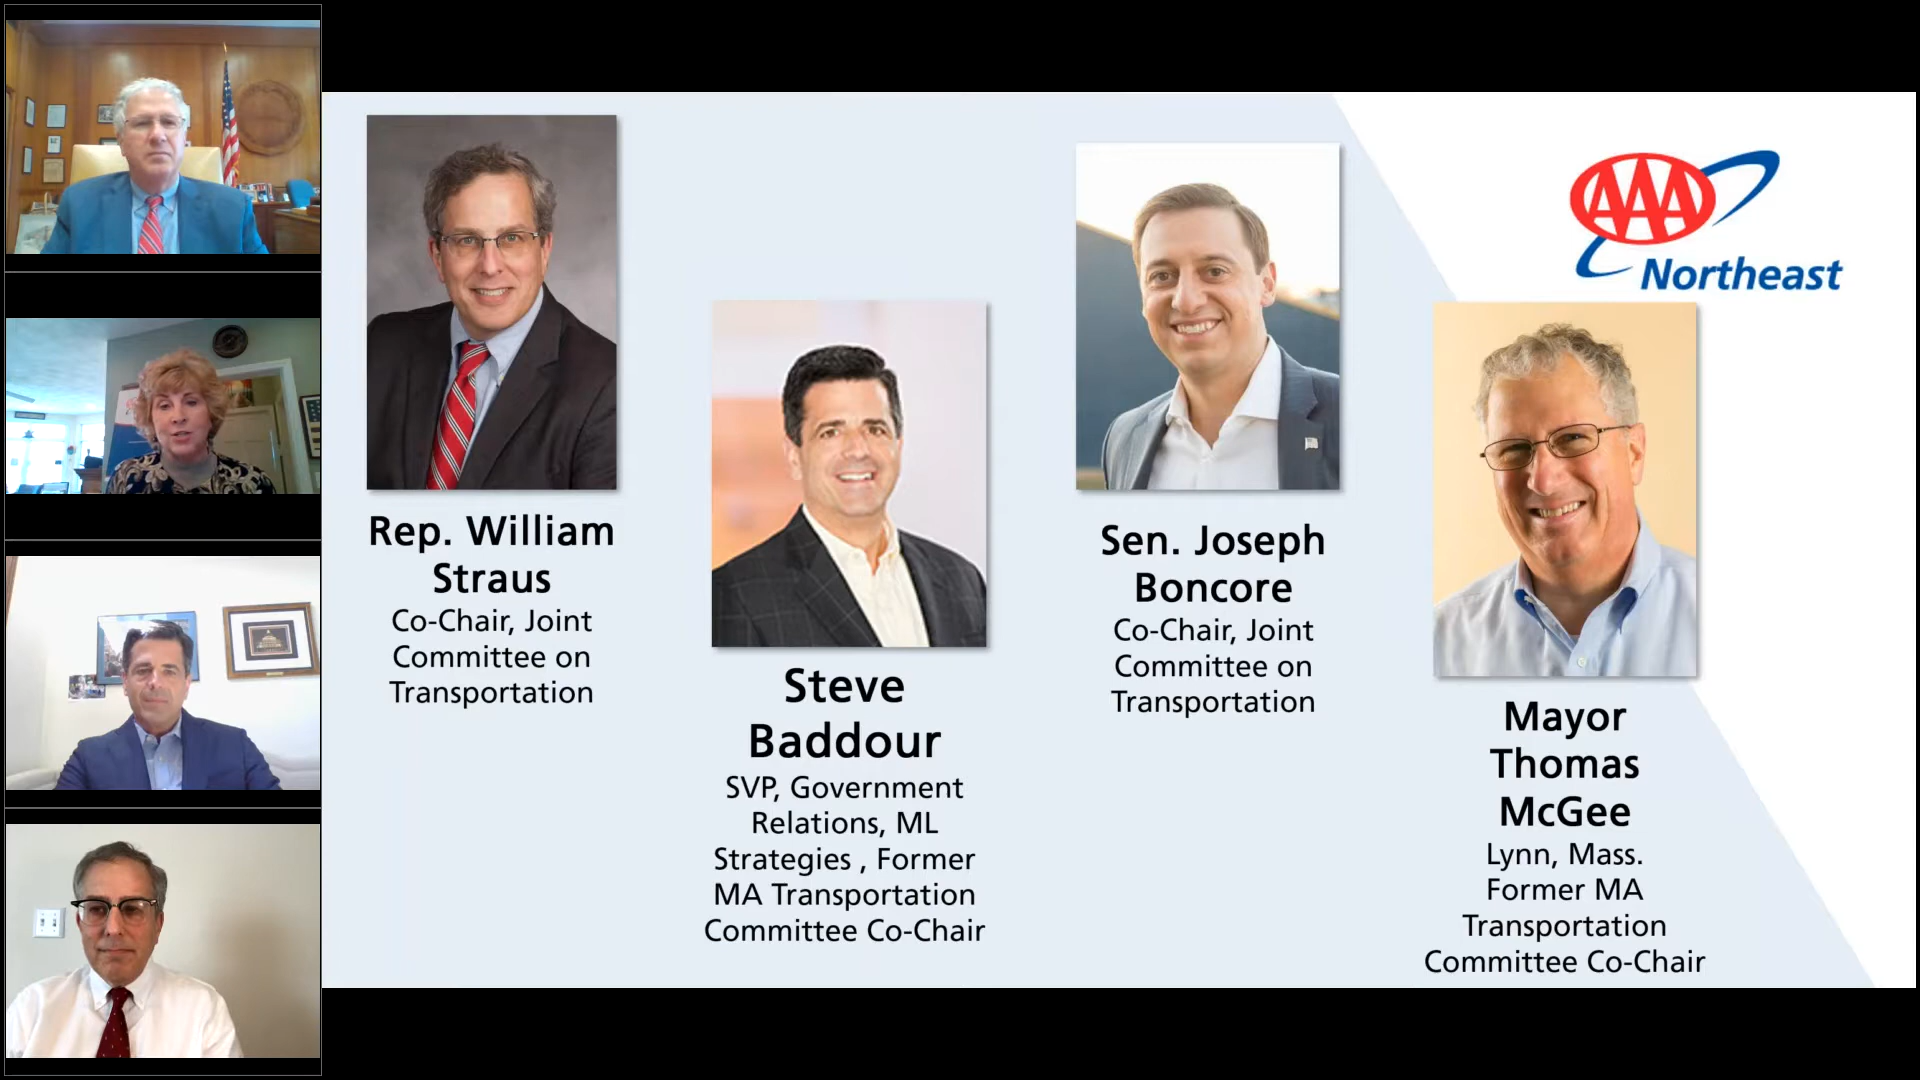 AAA
Northeast
Rep. William
Straus
Co-Chair, Joint
Committee on
Transportation
Steve
Baddour
SVP, Government
Relations, ML
Strategies , Former
MA Transportation
Committee Co-Chair
Sen. Joseph
Boncore
Co-Chair, Joint
Committee on
Transportation
Mayor
Thomas
McGee
Lynn, Mass.
Former MA
Transportation
Committee Co-Chair